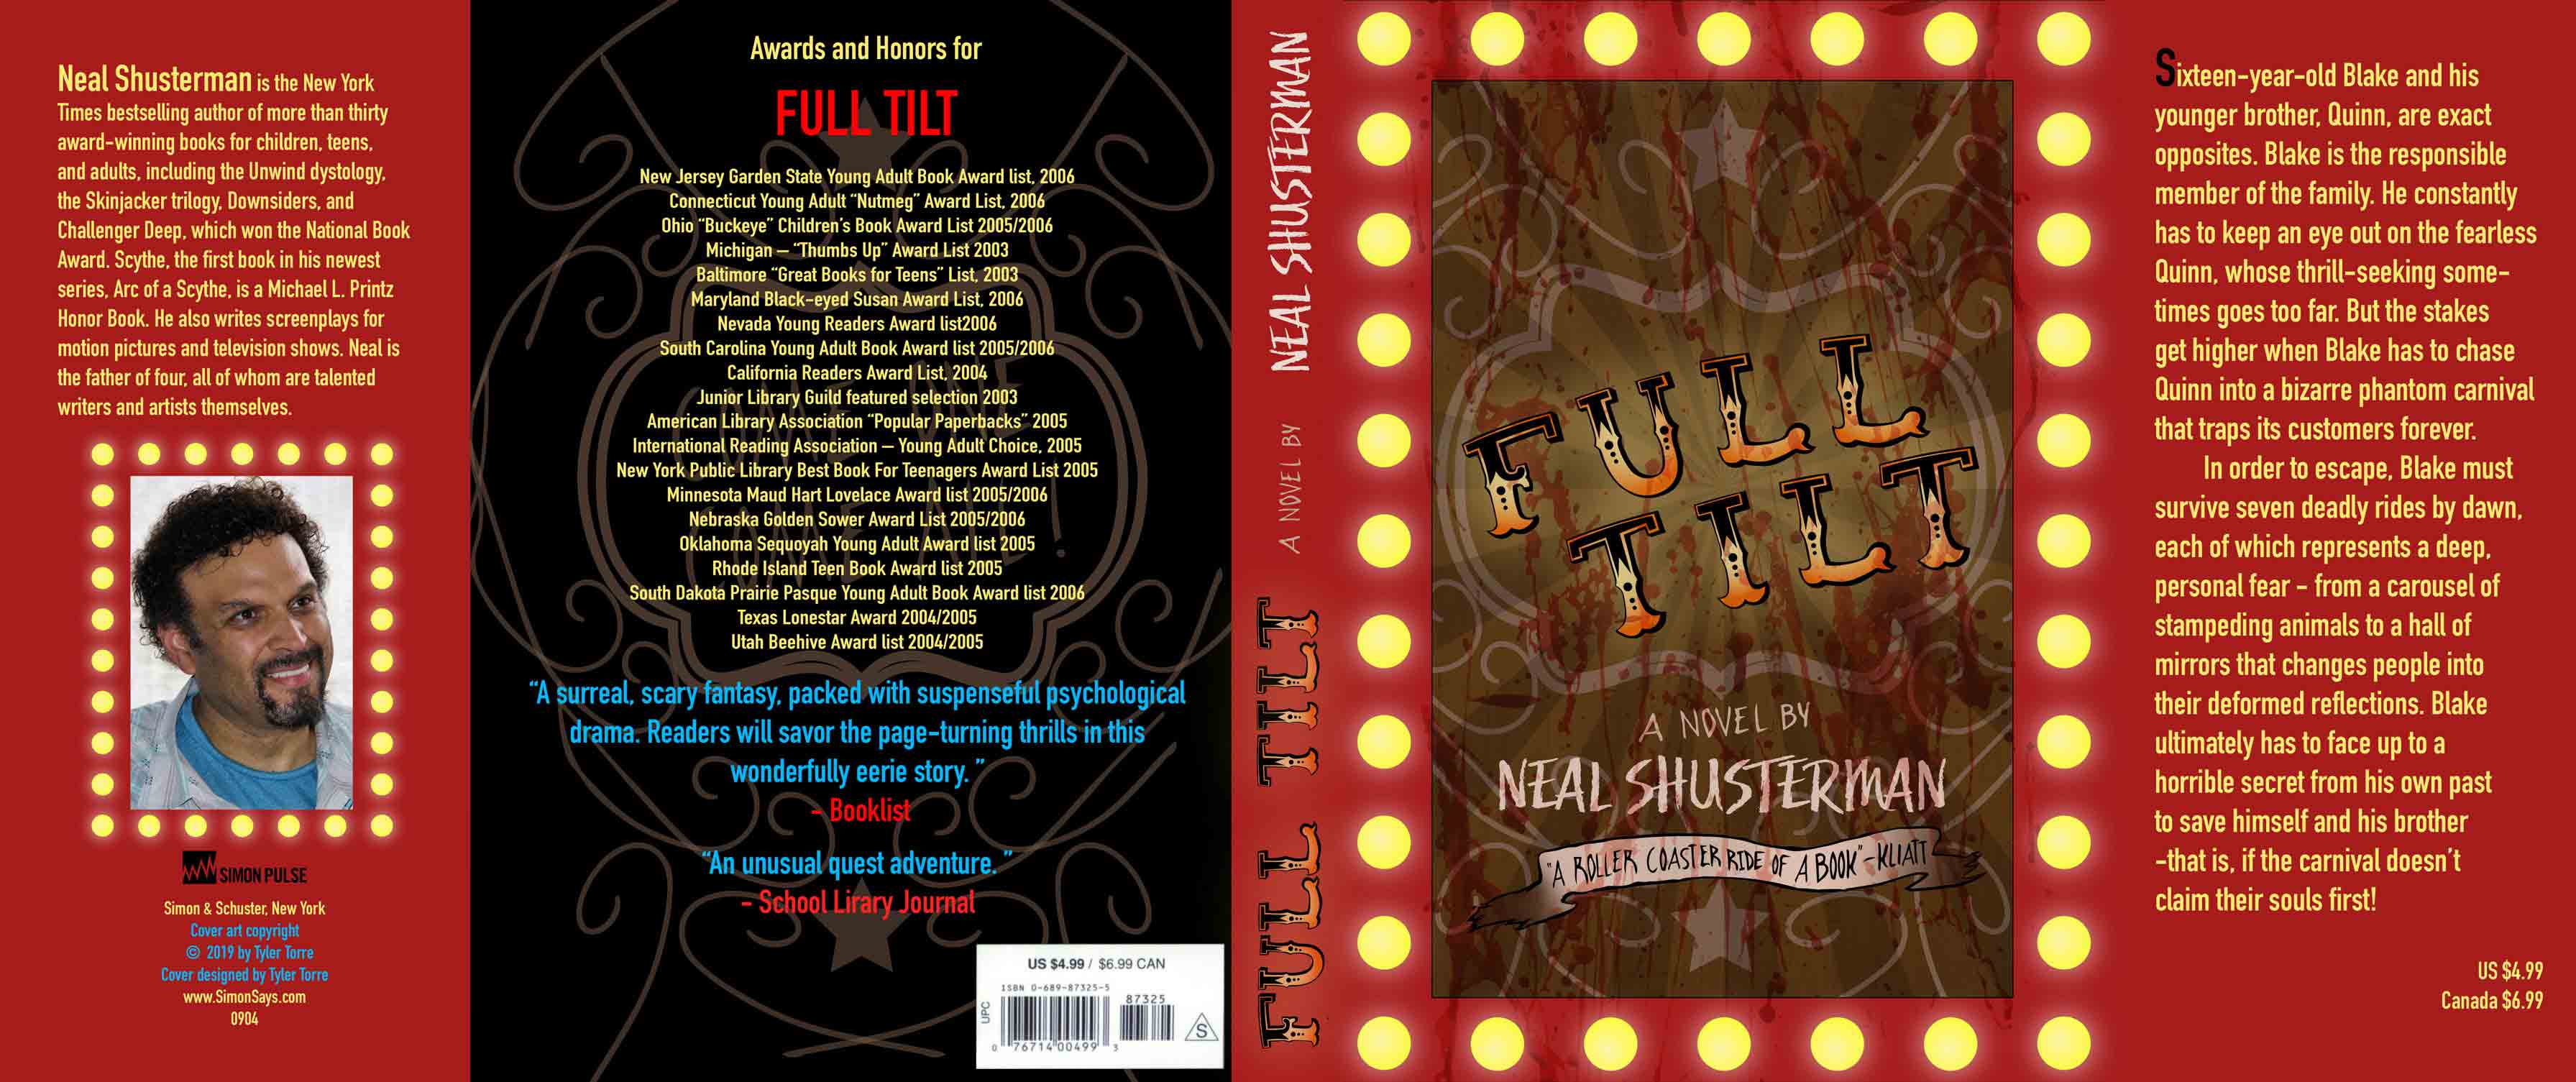 Neal Shusterman is the New York
Times bestselling author of more than thirty
award-winning books for children, teens,
and adults, including the Unwind dystology,
the Skinjacker trilogy, Downsiders, and
Challenger Deep, which won the National Book
Award. Scythe, the first book in his newest
series, Arc of a Scythe, is a Michael L. Printz
Honor Book. He also writes screenplays for
motion pictures and television shows. Neal is
the father of four, all of whom are talented
writers and artists themselves.
SIMON PULSE
Simon & Schuster, New York
Cover art copyright
© 2019 by Tyler Torre
Cover designed by Tyler Torre
www.SimonSays.com
0904
Awards and Honors for
FULL TILT
New Jersey Garden State Young Adult Book Award list, 2006
Connecticut Young Adult “Nutmeg” Award List, 2006
Ohio “Buckeye” Children’s Book Award List 2005/2006
Michigan – “Thumbs Up” Award List 2003
Baltimore “Great Books for Teens” List, 2003
Maryland Black-eyed Susan Award List, 2006
Nevada Young Readers Award list2006
South Carolina Young Adult Book Award list 2005/2006
California Readers Award List, 2004
Junior Library Guild featured selection 2003
American Library Association “Popular Paperbacks” 2005
International Reading Association – Young Adult Choice, 2005
New York Public Library Best Book For Teenagers Award List 2005
Minnesota Maud Hart Lovelace Award list 2005/2006
Nebraska Golden Sower Award List 2005/2006
Oklahoma Sequoyah Young Adult Award list 2005
Rhode Island Teen Book Award list 2005
South Dakota Prairie Pasque Young Adult Book Award list 2006
Texas Lonestar Award 2004/2005
Utah Beehive Award list 2004/2005
COME ONE
COME ALL!
“A surreal, scary fantasy, packed with suspenseful psychological
drama. Readers will savor the page-turning thrills in this
wonderfully eerie story. ”
- Booklist
“An unusual quest adventure. ”
- School Lirary Journal
US $4.99 / $6.99 CAN
ISBN 0-689-87325-5
87325
UPC
S
0 76714 00499 3
FULL TILT A NOVEL BY NEAL SHUSTERMAN
FULL
TILT
A NOVEL BY
NEAL SHUSTERMAN
"A ROLLER COASTER RIDE OF A BOOK"-KLIATT
Sixteen-year-old Blake and his
younger brother, Quinn, are exact
opposites. Blake is the responsible
member of the family. He constantly
has to keep an eye out on the fearless
Quinn, whose thrill-seeking some-
times goes too far. But the stakes
get higher when Blake has to chase
Quinn into a bizarre phantom carnival
that traps its customers forever.
In order to escape, Blake must
survive seven deadly rides by dawn,
each of which represents a deep,
personal fear - from a carousel of
stampeding animals to a hall of
mirrors that changes people into
their deformed reflections. Blake
ultimately has to face up to a
horrible secret from his own past
to save himself and his brother
-that is, if the carnival doesn’t
claim their souls first!
US $4.99
Canada $6.99